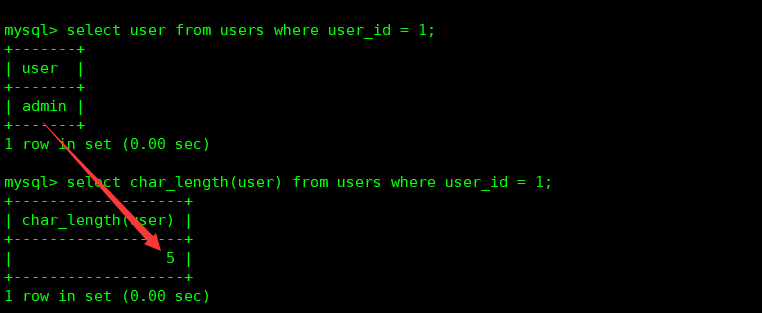 mysql> select user from users where user_id = 1;
+-------+
| user  |
+-------+
| admin |
+-------+
1 row in set (0.00 sec)
mysql> select char_length(user) from users where user_id = 1;
+-------------------+
| char_length(user) |
+-------------------+
|                 5 |
+-------------------+
1 row in set (0.00 sec)